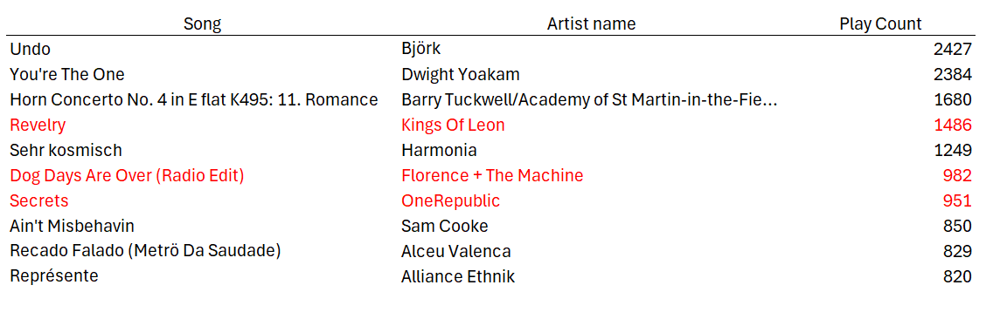 Song Artist name Play Count
Undo Björk 2427
You're The One Dwight Yoakam 2384
Horn Concerto No. 4 in E flat K495: 11. Romance Barry Tuckwell/Academy of St Martin-in-the-Fie... 1680
Revelry Kings Of Leon 1486
Sehr kosmisch Harmonia 1249
Dog Days Are Over (Radio Edit) Florence + The Machine 982
Secrets OneRepublic 951
Ain't Misbehavin Sam Cooke 850
Recado Falado (Metrö Da Saudade) Alceu Valenca 829
Représente Alliance Ethnik 820